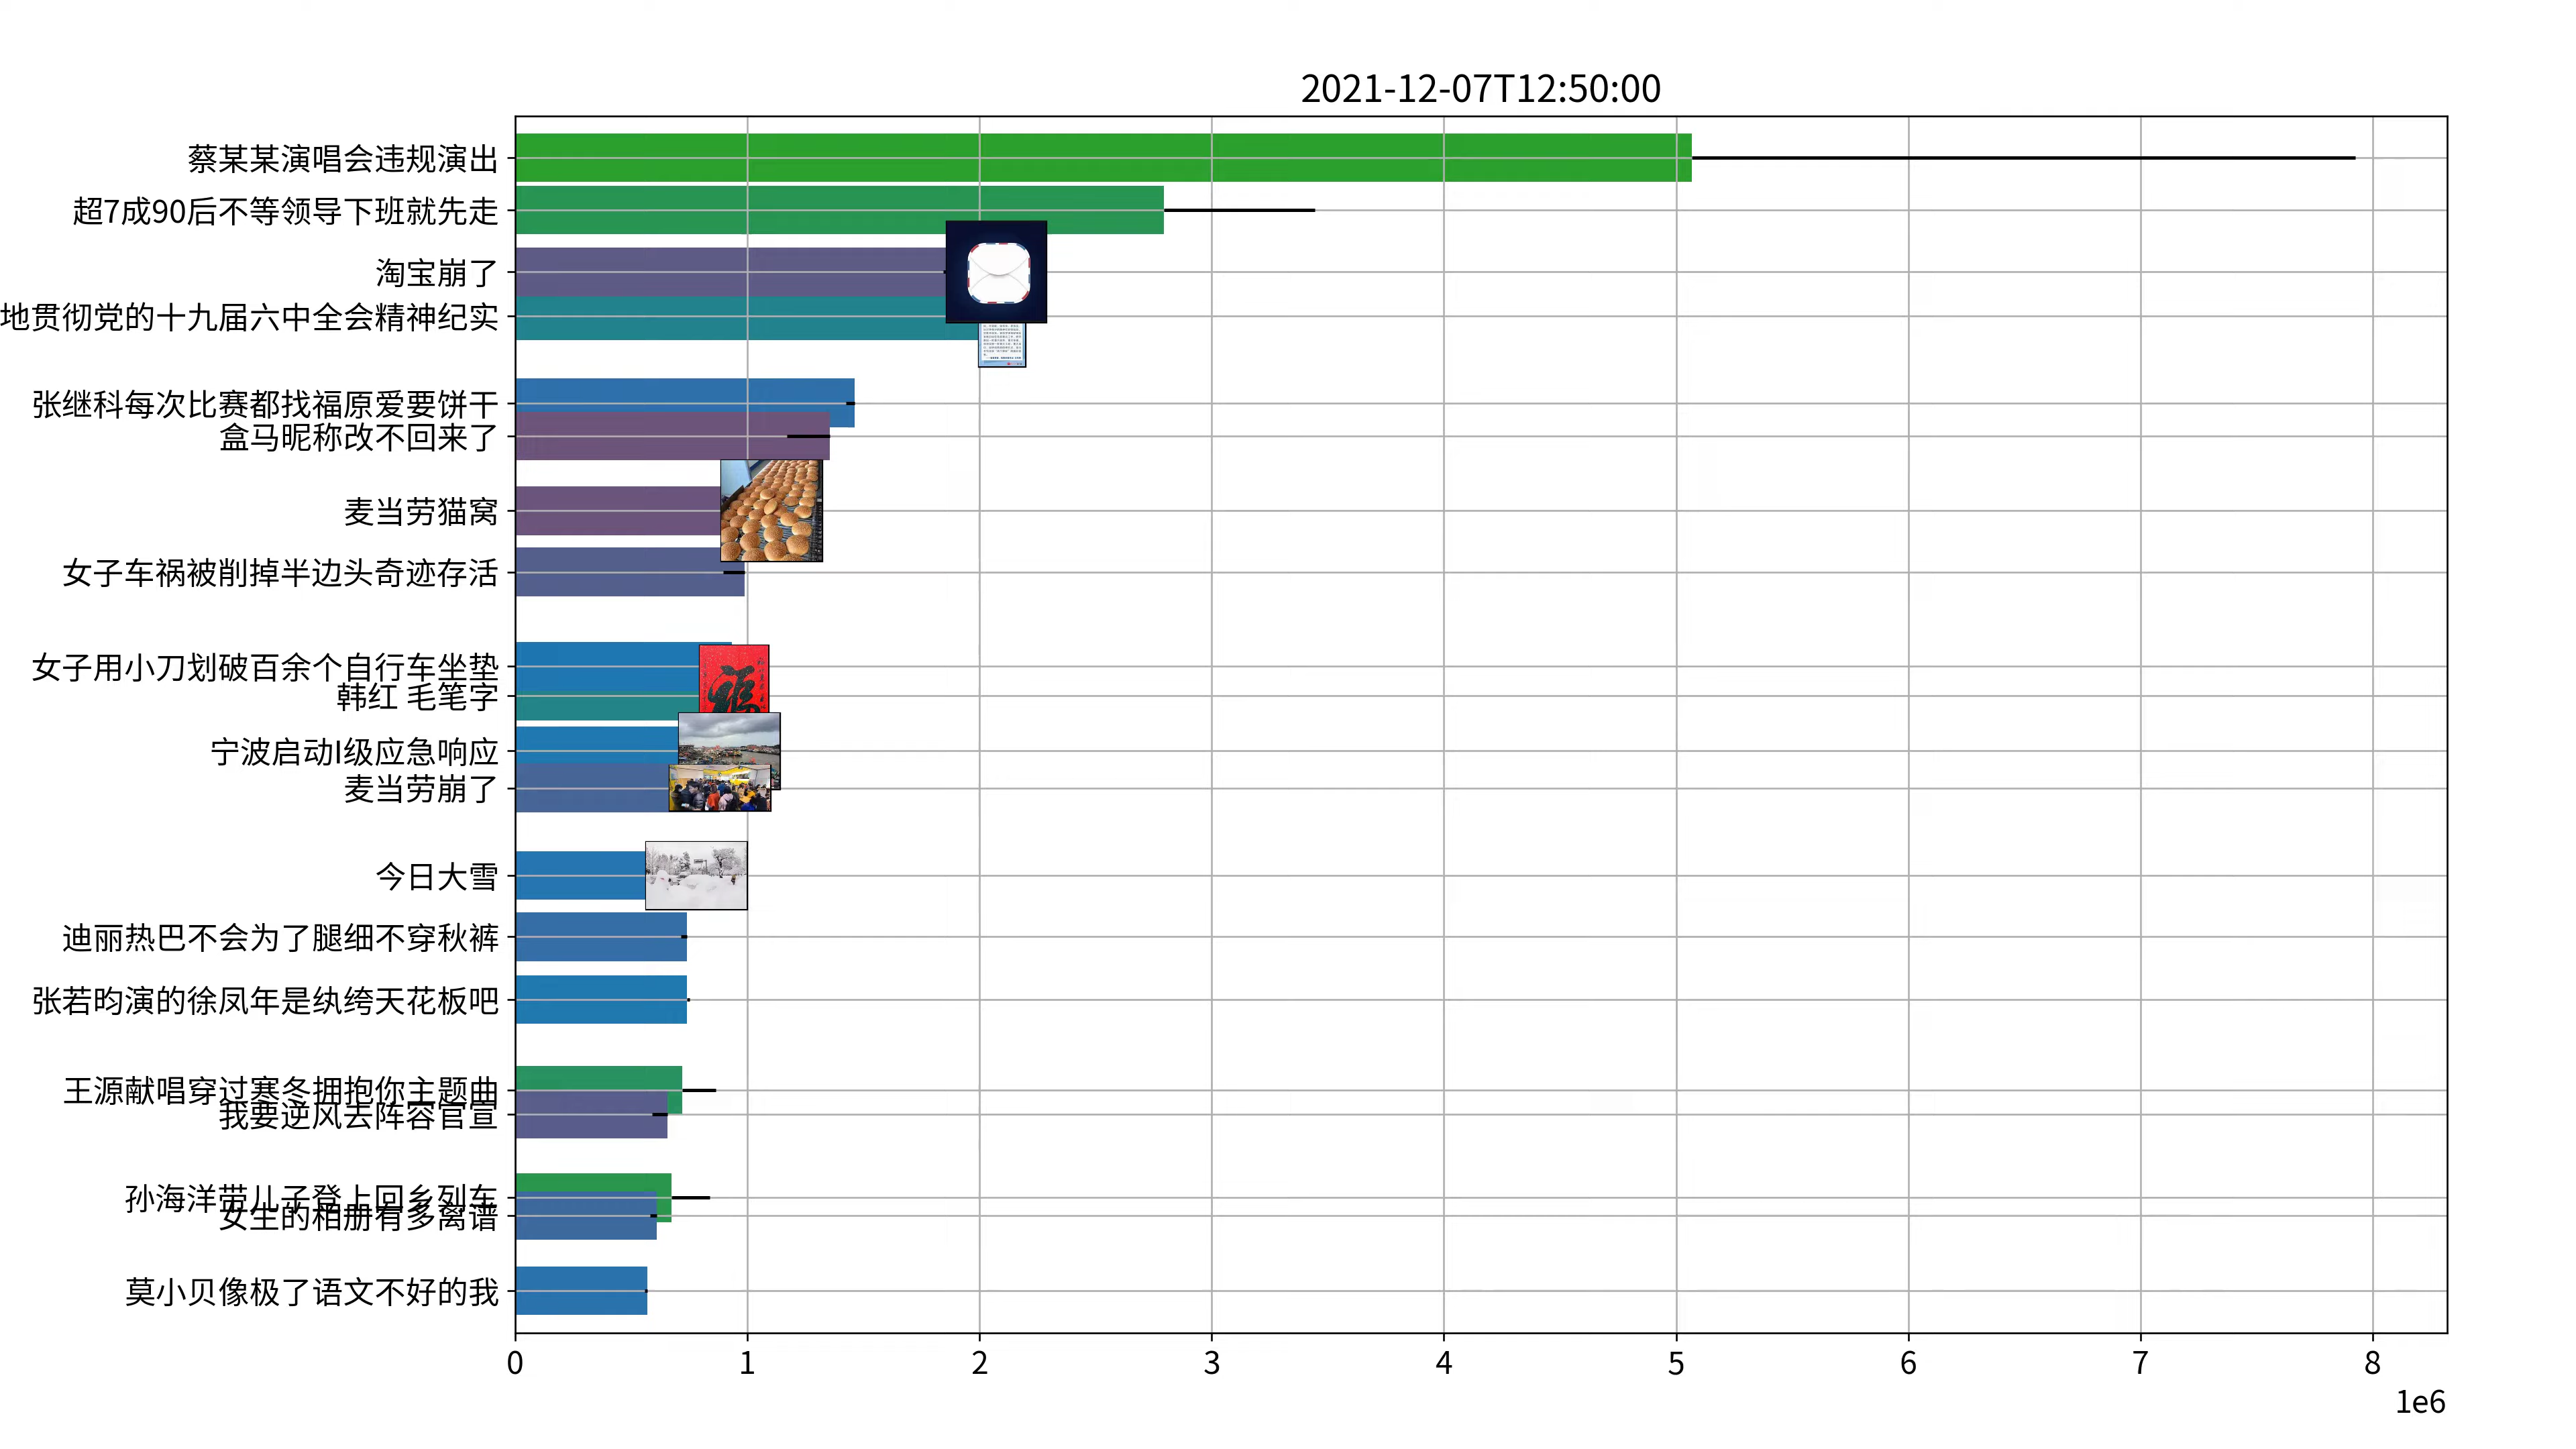 2021-12-07T12:50:00
蔡某某演唱会违规演出
超7成90后不等领导下班就先走
淘宝崩了
地贯彻党的十九届六中全会精神纪实
张继科每次比赛都找福原爱要饼干
盒马昵称改不回来了
麦当劳猫窝
女子车祸被削掉半边头奇迹存活
女子用小刀划破百余个自行车坐垫
韩红 毛笔字
宁波启动I级应急响应
麦当劳崩了
今日大雪
迪丽热巴不会为了腿细不穿秋裤
张若昀演的徐凤年是纨绔天花板吧
王源献唱穿过寒冬拥抱你主题曲
我要逆风去阵容官宣
孙海洋带儿子登上回乡列车
女生的相册有多离谱
莫小贝像极了语文不好的我
0 1 2 3 4 5 6 7 8
1e6